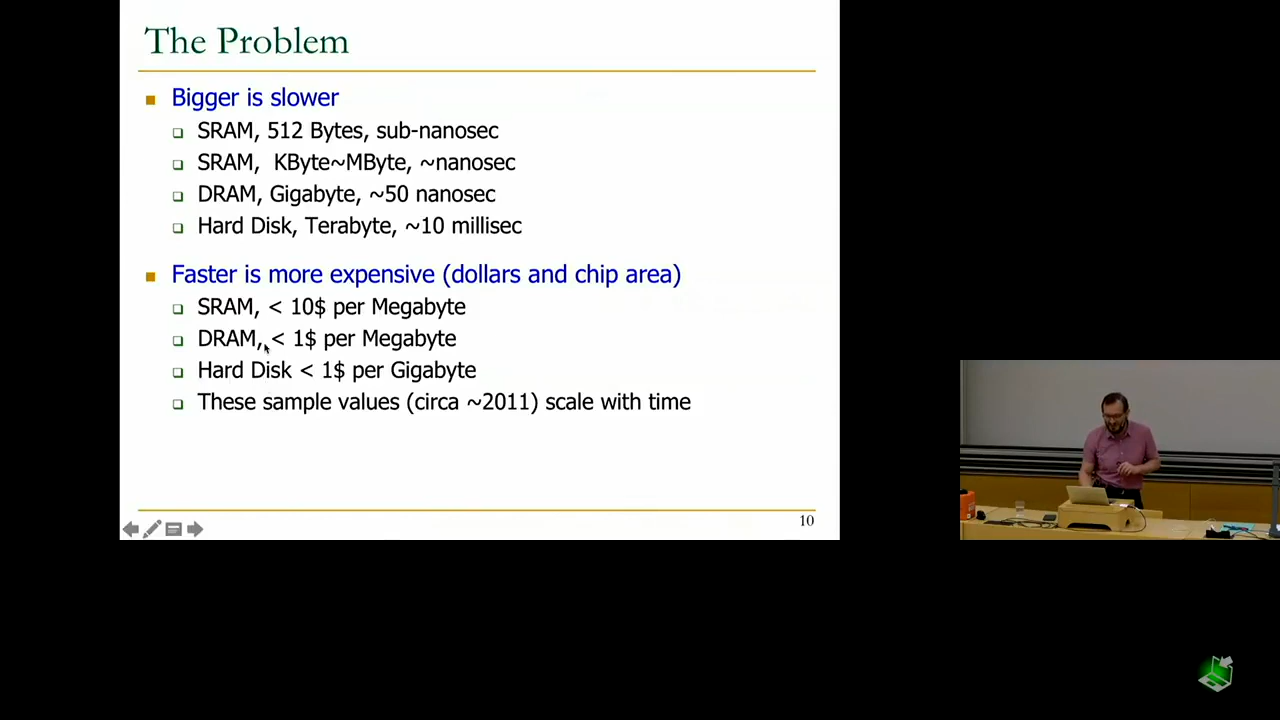 The Problem
Bigger is slower
SRAM, 512 Bytes, sub-nanosec
SRAM, KByte~MByte, ~nanosec
DRAM, Gigabyte, ~50 nanosec
Hard Disk, Terabyte, ~10 millisec
Faster is more expensive (dollars and chip area)
SRAM, < 10$ per Megabyte
DRAM, < 1$ per Megabyte
Hard Disk < 1$ per Gigabyte
These sample values (circa ~2011) scale with time
10